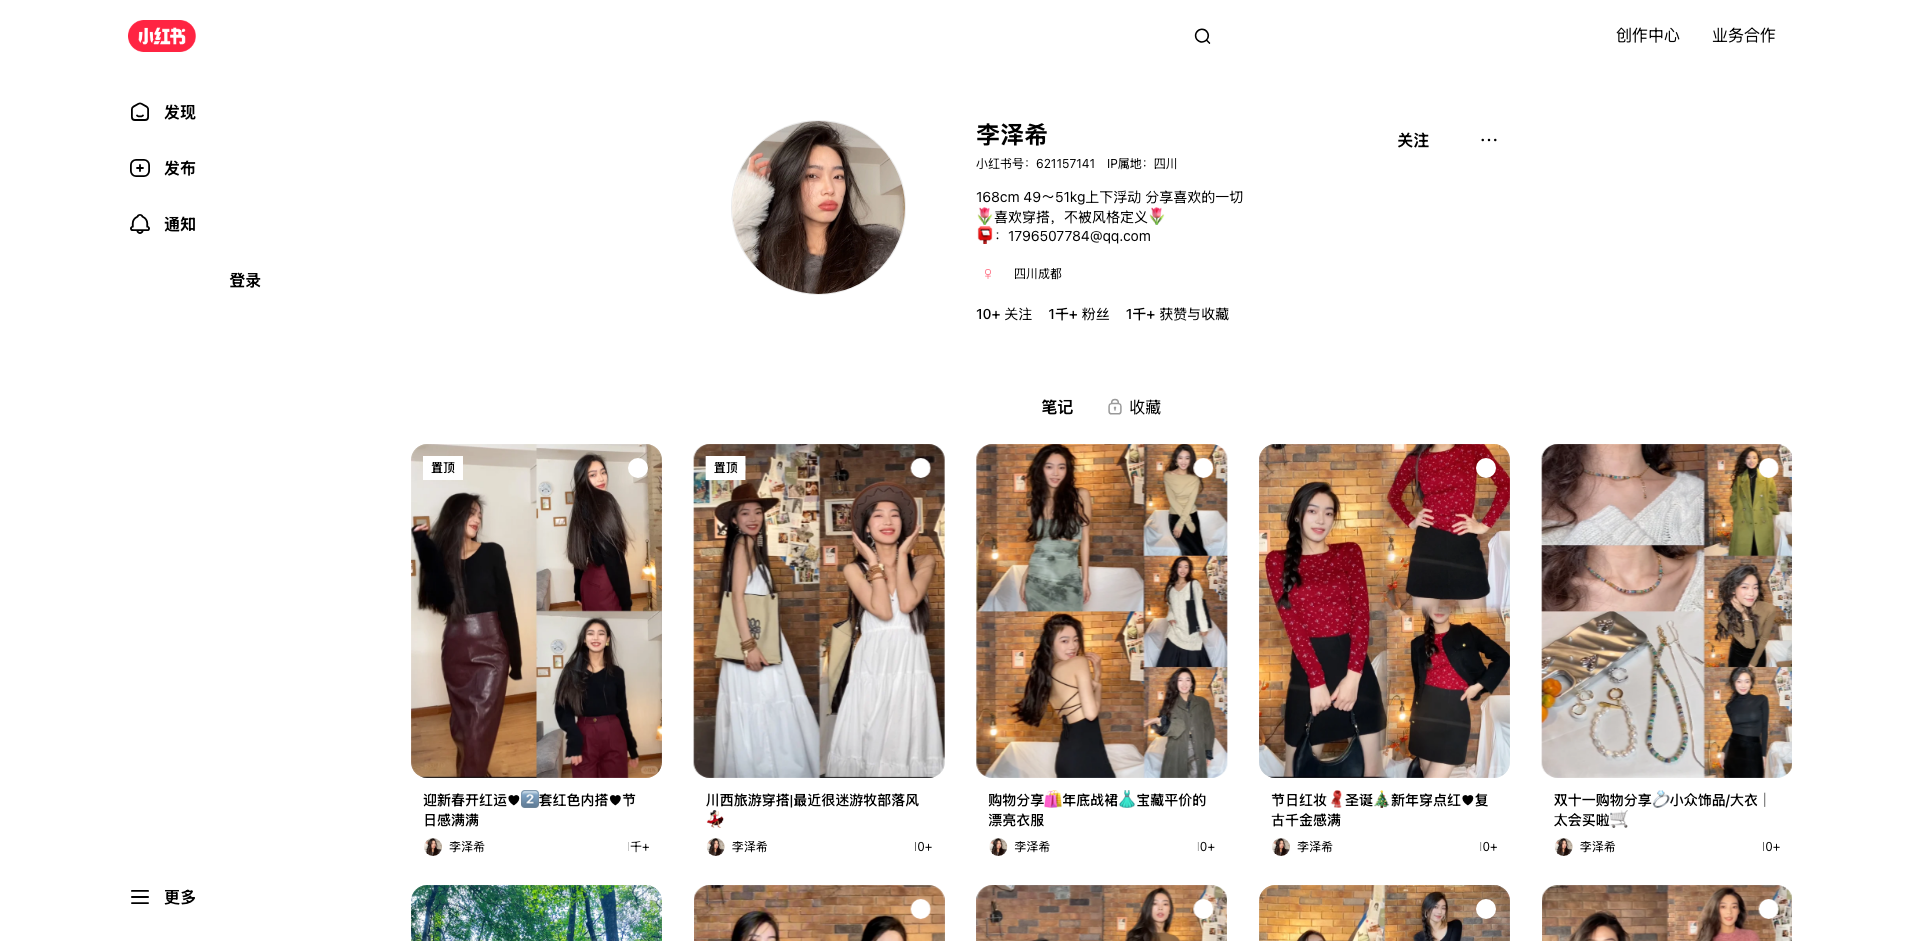 小红书
创作中心
业务合作
发现
发布
通知
登录
李泽希
关注
小红书号：621157141 IP属地：四川
168cm 49～51kg上下浮动 分享喜欢的一切
🌷喜欢穿搭，不被风格定义🌷
📮：1796507784@qq.com
四川成都
10+ 关注 1千+ 粉丝 1千+ 获赞与收藏
笔记
收藏
置顶
迎新春开红运♥2️⃣套红色内搭♥节
日感满满
李泽希
1千+
置顶
川西旅游穿搭|最近很迷游牧部落风
💃
李泽希
10+
购物分享🛍️年底战裙👗宝藏平价的
漂亮衣服
李泽希
10+
节日红妆🧣圣诞🎄新年穿点红♥复
古千金感满
李泽希
10+
双十一购物分享💍小众饰品/大衣｜
太会买啦🛒
李泽希
10+
更多